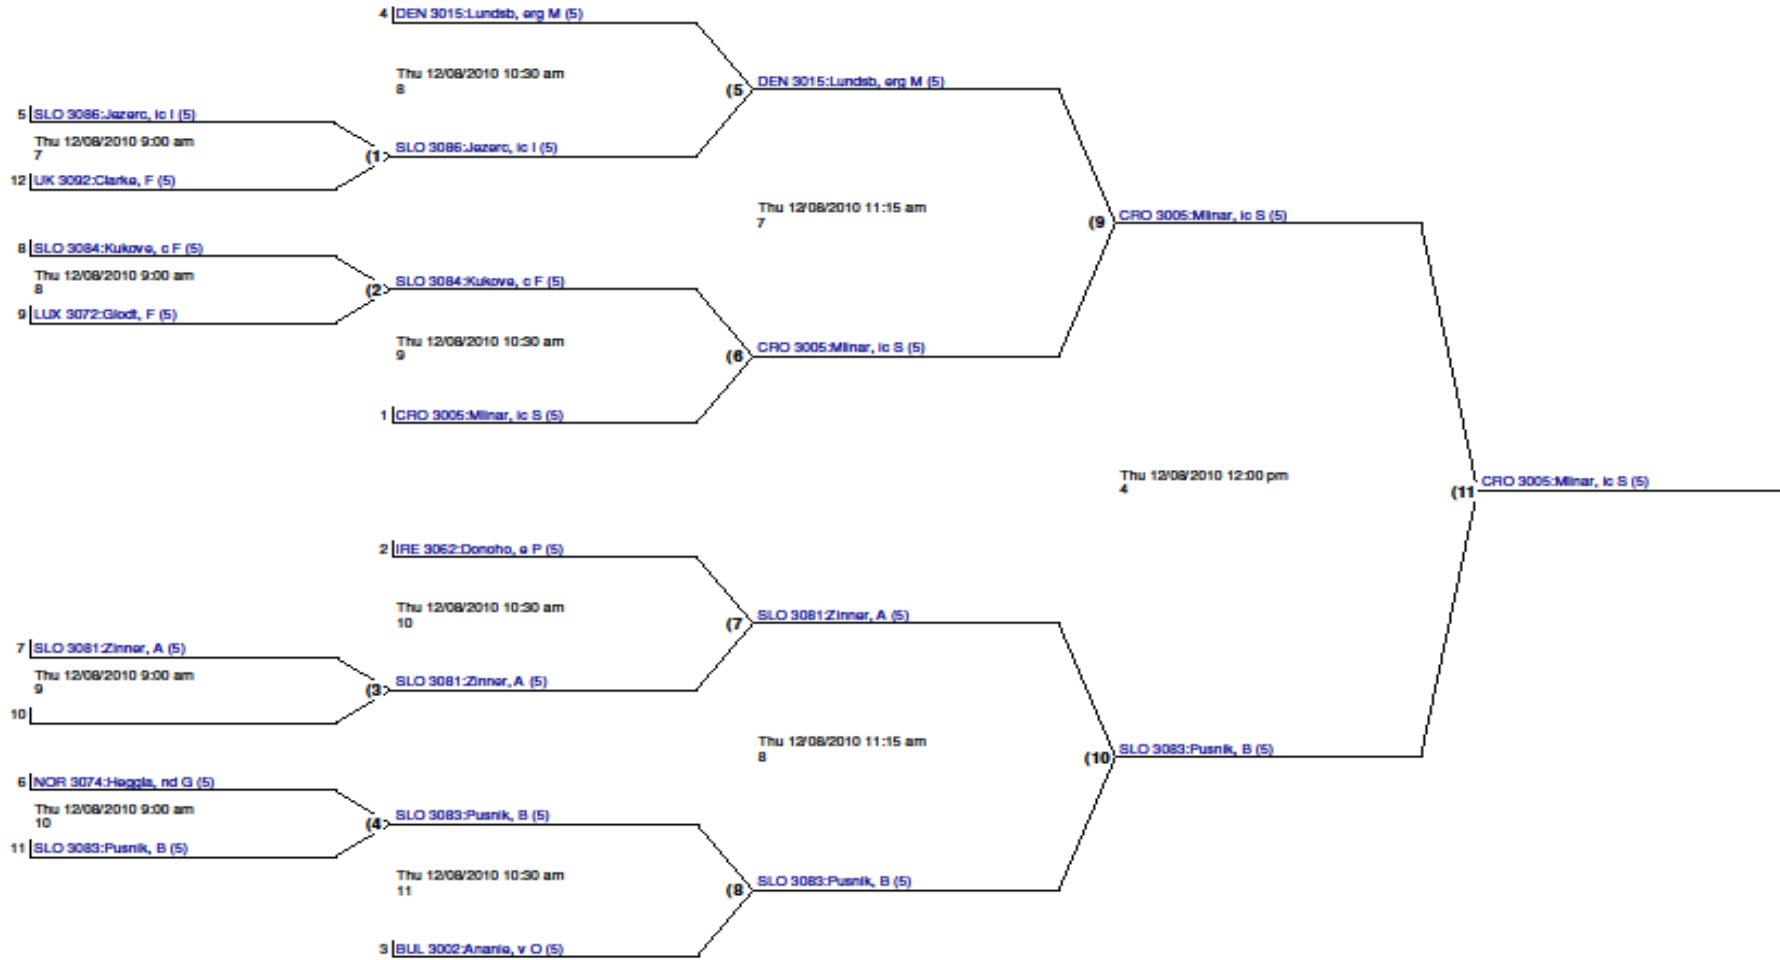 4 DEN 3015:Lundsb, erg M (5)
Thu 12/08/2010 10:30 am
8
(5 DEN 3015:Lundsb, erg M (5)
5 SLO 3086:Jezerc, ic I (5)
Thu 12/08/2010 9:00 am
7
(1 SLO 3086:Jezerc, ic I (5)
12 UK 3092:Clarke, F (5)
Thu 12/08/2010 11:15 am
7
(9 CRO 3005:Mlinar, ic S (5)
8 SLO 3084:Kukove, c F (5)
Thu 12/08/2010 9:00 am
8
(2 SLO 3084:Kukove, c F (5)
9 LUX 3072:Glodt, F (5)
Thu 12/08/2010 10:30 am
9
(6 CRO 3005:Mlinar, ic S (5)
1 CRO 3005:Mlinar, ic S (5)
Thu 12/08/2010 12:00 pm
4
(11 CRO 3005:Mlinar, ic S (5)
2 IRE 3062:Donoho, e P (5)
Thu 12/08/2010 10:30 am
10
(7 SLO 3081:Zinner, A (5)
7 SLO 3081:Zinner, A (5)
Thu 12/08/2010 9:00 am
9
(3 SLO 3081:Zinner, A (5)
10
Thu 12/08/2010 11:15 am
8
(10 SLO 3083:Pusnik, B (5)
6 NOR 3074:Heggla, nd G (5)
Thu 12/08/2010 9:00 am
10
(4 SLO 3083:Pusnik, B (5)
11 SLO 3083:Pusnik, B (5)
Thu 12/08/2010 10:30 am
11
(8 SLO 3083:Pusnik, B (5)
3 BUL 3002:Ananie, v O (5)